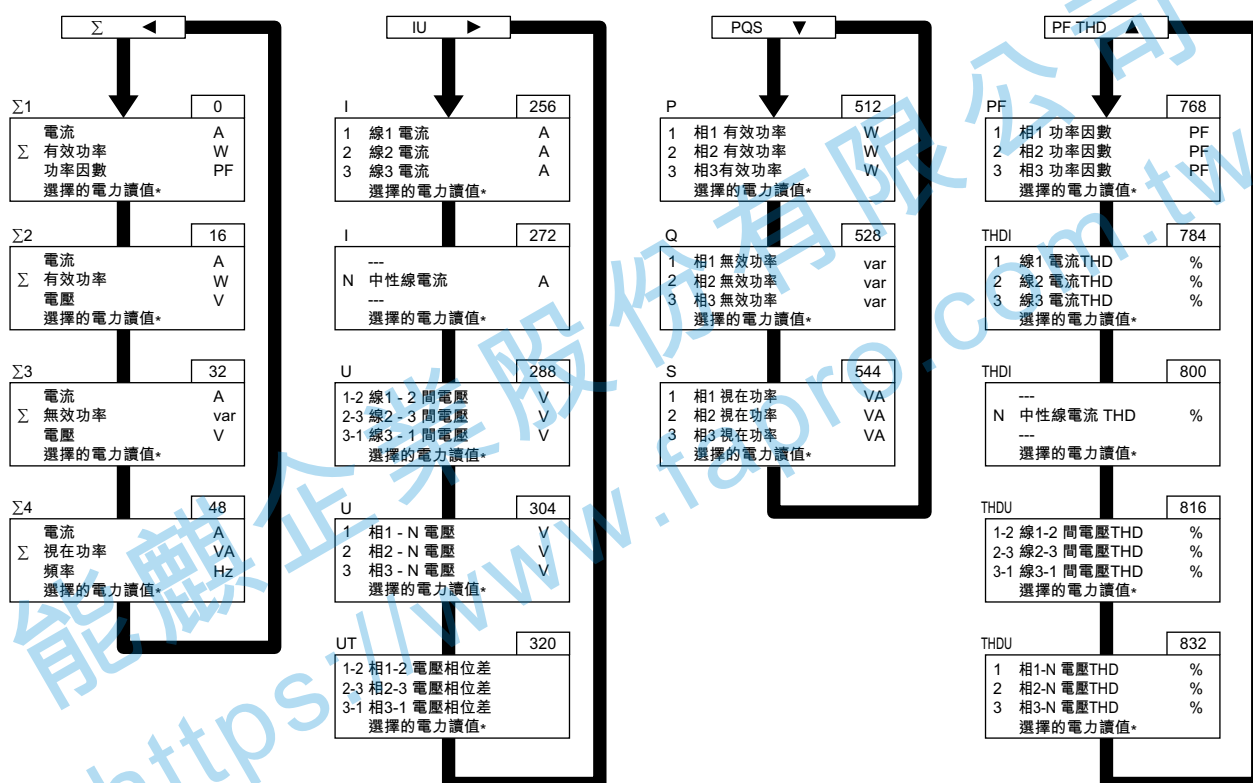 ∑ ◄
∑1 0
電流 A
∑ 有效功率 W
功率因數 PF
選擇的電力讀值*
∑2 16
電流 A
∑ 有效功率 W
電壓 V
選擇的電力讀值*
∑3 32
電流 A
∑ 無效功率 var
電壓 V
選擇的電力讀值*
∑4 48
電流 A
∑ 視在功率 VA
頻率 Hz
選擇的電力讀值*
IU ►
I 256
1 線1 電流 A
2 線2 電流 A
3 線3 電流 A
選擇的電力讀值*
I 272
---
N 中性線電流 A
---
選擇的電力讀值*
U 288
1-2 線1 - 2 間電壓 V
2-3 線2 - 3 間電壓 V
3-1 線3 - 1 間電壓 V
選擇的電力讀值*
U 304
1 相1 - N 電壓 V
2 相2 - N 電壓 V
3 相3 - N 電壓 V
選擇的電力讀值*
UT 320
1-2 相1-2 電壓相位差
2-3 相2-3 電壓相位差
3-1 相3-1 電壓相位差
選擇的電力讀值*
PQS ▼
P 512
1 相1 有效功率 W
2 相2 有效功率 W
3 相3有效功率 W
選擇的電力讀值*
Q 528
1 相1 無效功率 var
2 相2 無效功率 var
3 相3 無效功率 var
選擇的電力讀值*
S 544
1 相1 視在功率 VA
2 相2 視在功率 VA
3 相3 視在功率 VA
選擇的電力讀值*
PF THD ▲
PF 768
1 相1 功率因數 PF
2 相2 功率因數 PF
3 相3 功率因數 PF
選擇的電力讀值*
THDI 784
1 線1 電流THD %
2 線2 電流THD %
3 線3 電流THD %
選擇的電力讀值*
THDI 800
---
N 中性線電流 THD %
---
選擇的電力讀值*
THDU 816
1-2 線1-2 間電壓THD %
2-3 線2-3 間電壓THD %
3-1 線3-1 間電壓THD %
選擇的電力讀值*
THDU 832
1 相1-N 電壓THD %
2 相2-N 電壓THD %
3 相3-N 電壓THD %
選擇的電力讀值*
能麒企業股份有限公司
https://www.fapro.com.tw